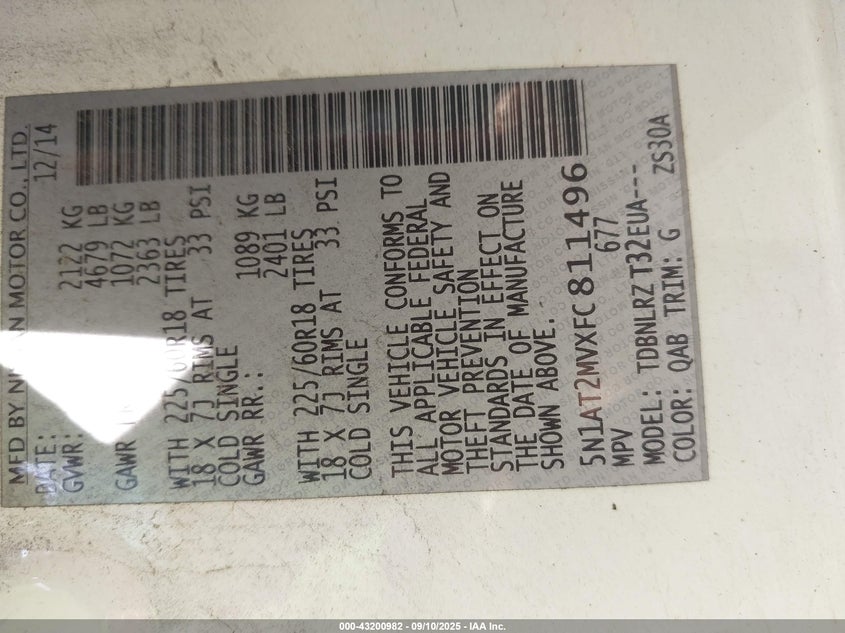 MFD BY NISSAN MOTOR CO., LTD.
DATE: 12/14
GVWR: 2122 KG
4679 LB
GAWR 1072 KG
2363 LB
WITH 225/60R18 TIRES
18 X 7J RIMS AT 33 PSI
COLD SINGLE
GAWR RR.: 1089 KG
2401 LB
WITH 225/60R18 TIRES
18 X 7J RIMS AT 33 PSI
COLD SINGLE
THIS VEHICLE CONFORMS TO
ALL APPLICABLE FEDERAL
MOTOR VEHICLE SAFETY AND
THEFT PREVENTION
STANDARDS IN EFFECT ON
THE DATE OF MANUFACTURE
SHOWN ABOVE.
5N1AT2MVXFC811496
MPV 677
MODEL: TDBNLRZ T32EUA---
COLOR: QAB TRIM: G ZS30A
000-43200982 - 09/10/2025 - IAA Inc.